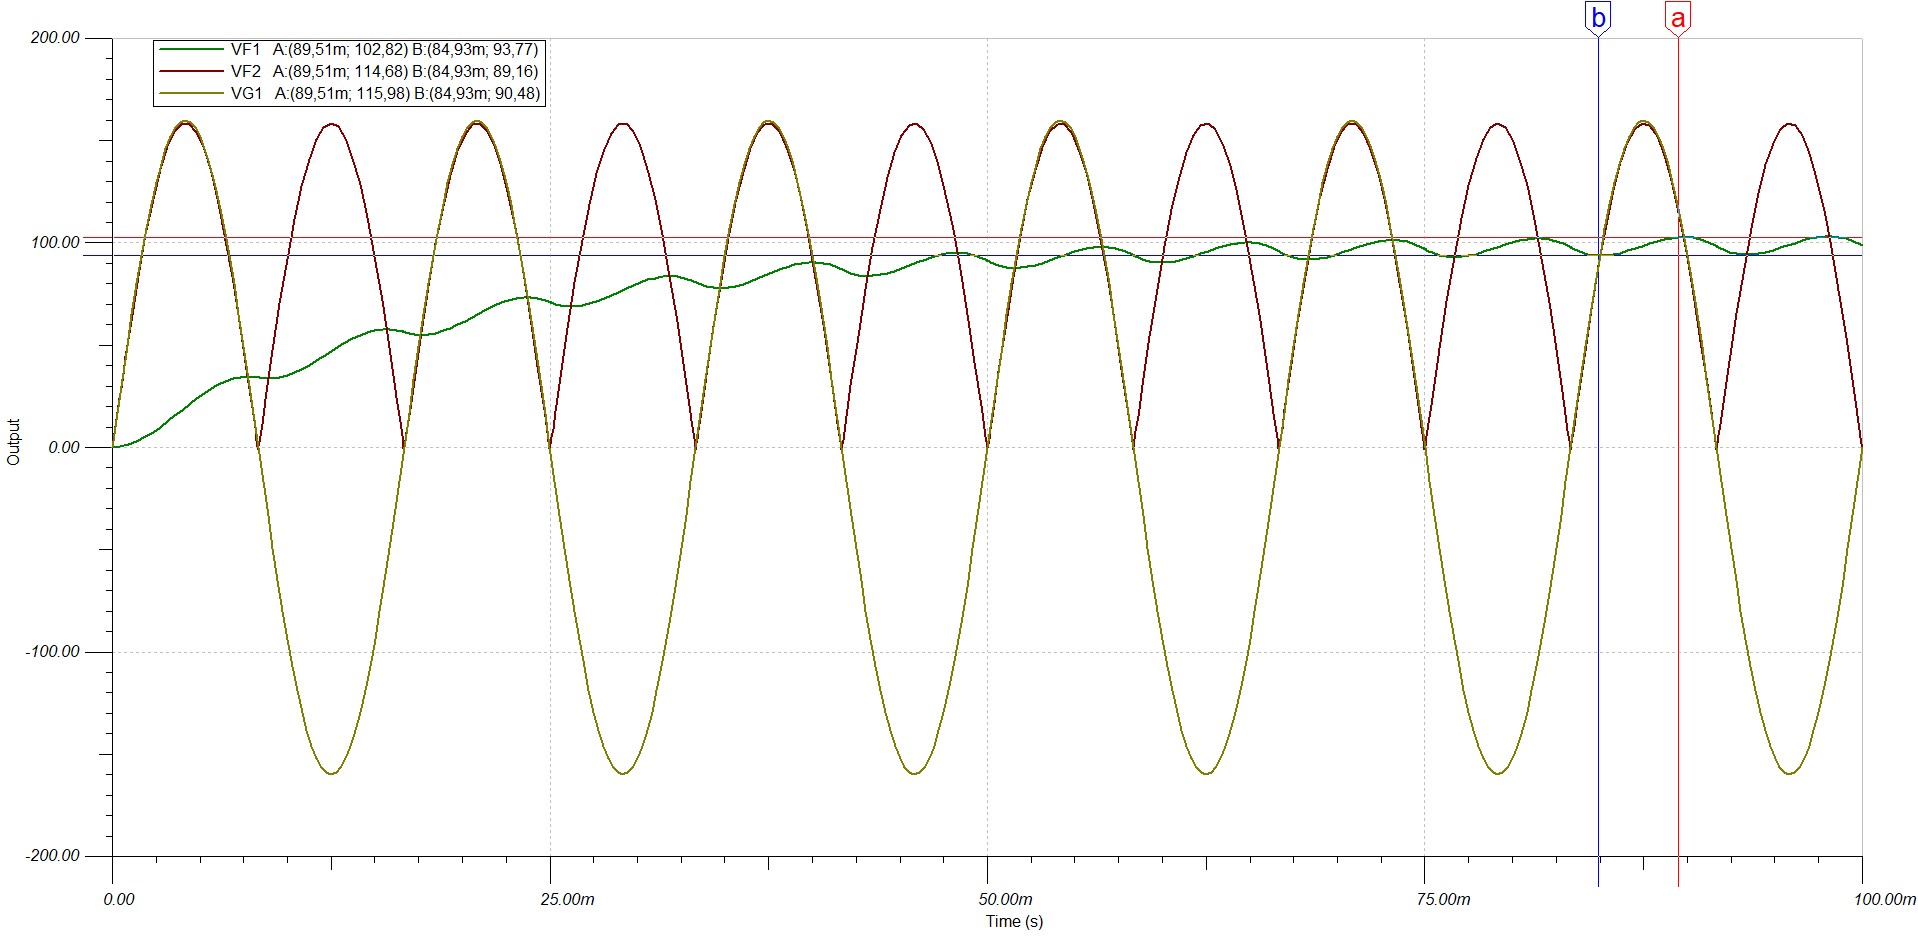 b a
200.00
VF1 A:(89,51m; 102,82) B:(84,93m; 93,77)
VF2 A:(89,51m; 114,68) B:(84,93m; 89,16)
VG1 A:(89,51m; 115,98) B:(84,93m; 90,48)
100.00
Output
0.00
-100.00
-200.00
0.00 25.00m 50.00m 75.00m 100.00m
Time (s)